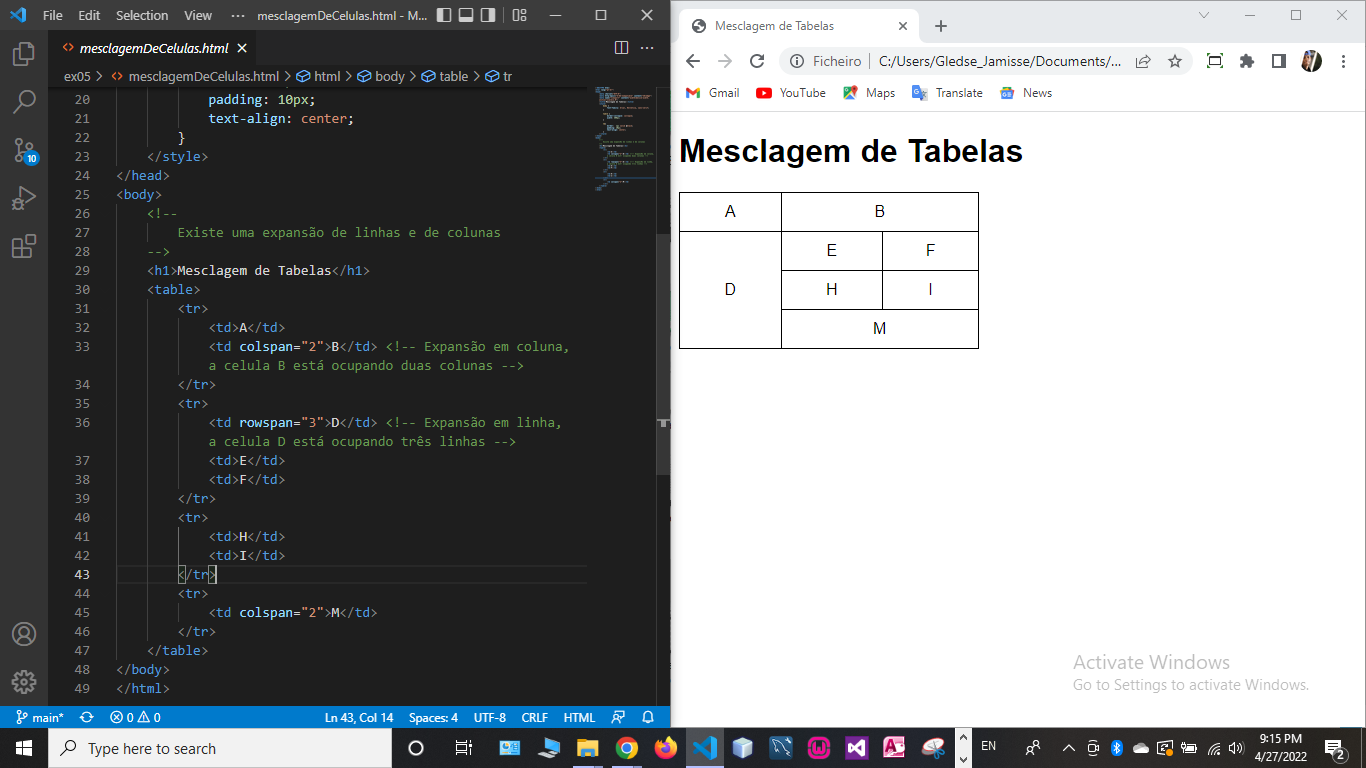 File Edit Selection View ··· mesclagemDeCelulas.html - M...
mesclagemDeCelulas.html
ex05 > mesclagemDeCelulas.html > html > body > table > tr
20 padding: 10px;
21 text-align: center;
22 }
23 </style>
24 </head>
25 <body>
26 <!--
27 Existe uma expansão de linhas e de colunas
28 -->
29 <h1>Mesclagem de Tabelas</h1>
30 <table>
31 <tr>
32 <td>A</td>
33 <td colspan="2">B</td> <!-- Expansão em coluna,
a celula B está ocupando duas colunas -->
34 </tr>
35 <tr>
36 <td rowspan="3">D</td> <!-- Expansão em linha,
a celula D está ocupando três linhas -->
37 <td>E</td>
38 <td>F</td>
39 </tr>
40 <tr>
41 <td>H</td>
42 <td>I</td>
43 </tr>
44 <tr>
45 <td colspan="2">M</td>
46 </tr>
47 </table>
48 </body>
49 </html>
10
main* 0 0 Ln 43, Col 14 Spaces: 4 UTF-8 CRLF HTML
Mesclagem de Tabelas
Ficheiro | C:/Users/Gledse_Jamisse/Documents/...
Gmail YouTube Maps Translate News
Mesclagem de Tabelas
A B
E F
D H I
M
Activate Windows
Go to Settings to activate Windows.
Type here to search
EN
9:15 PM
4/27/2022
2